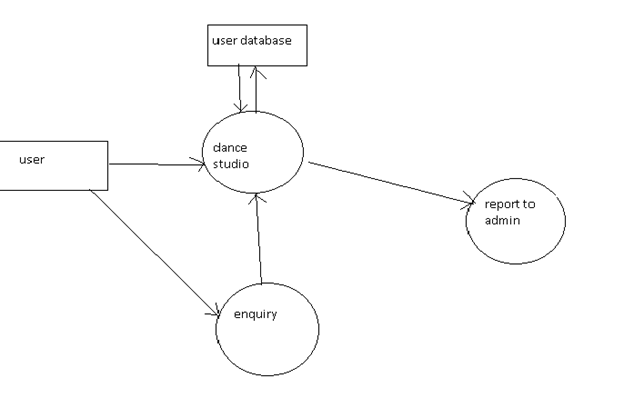 user database
dance
studio
user
report to
admin
enquiry